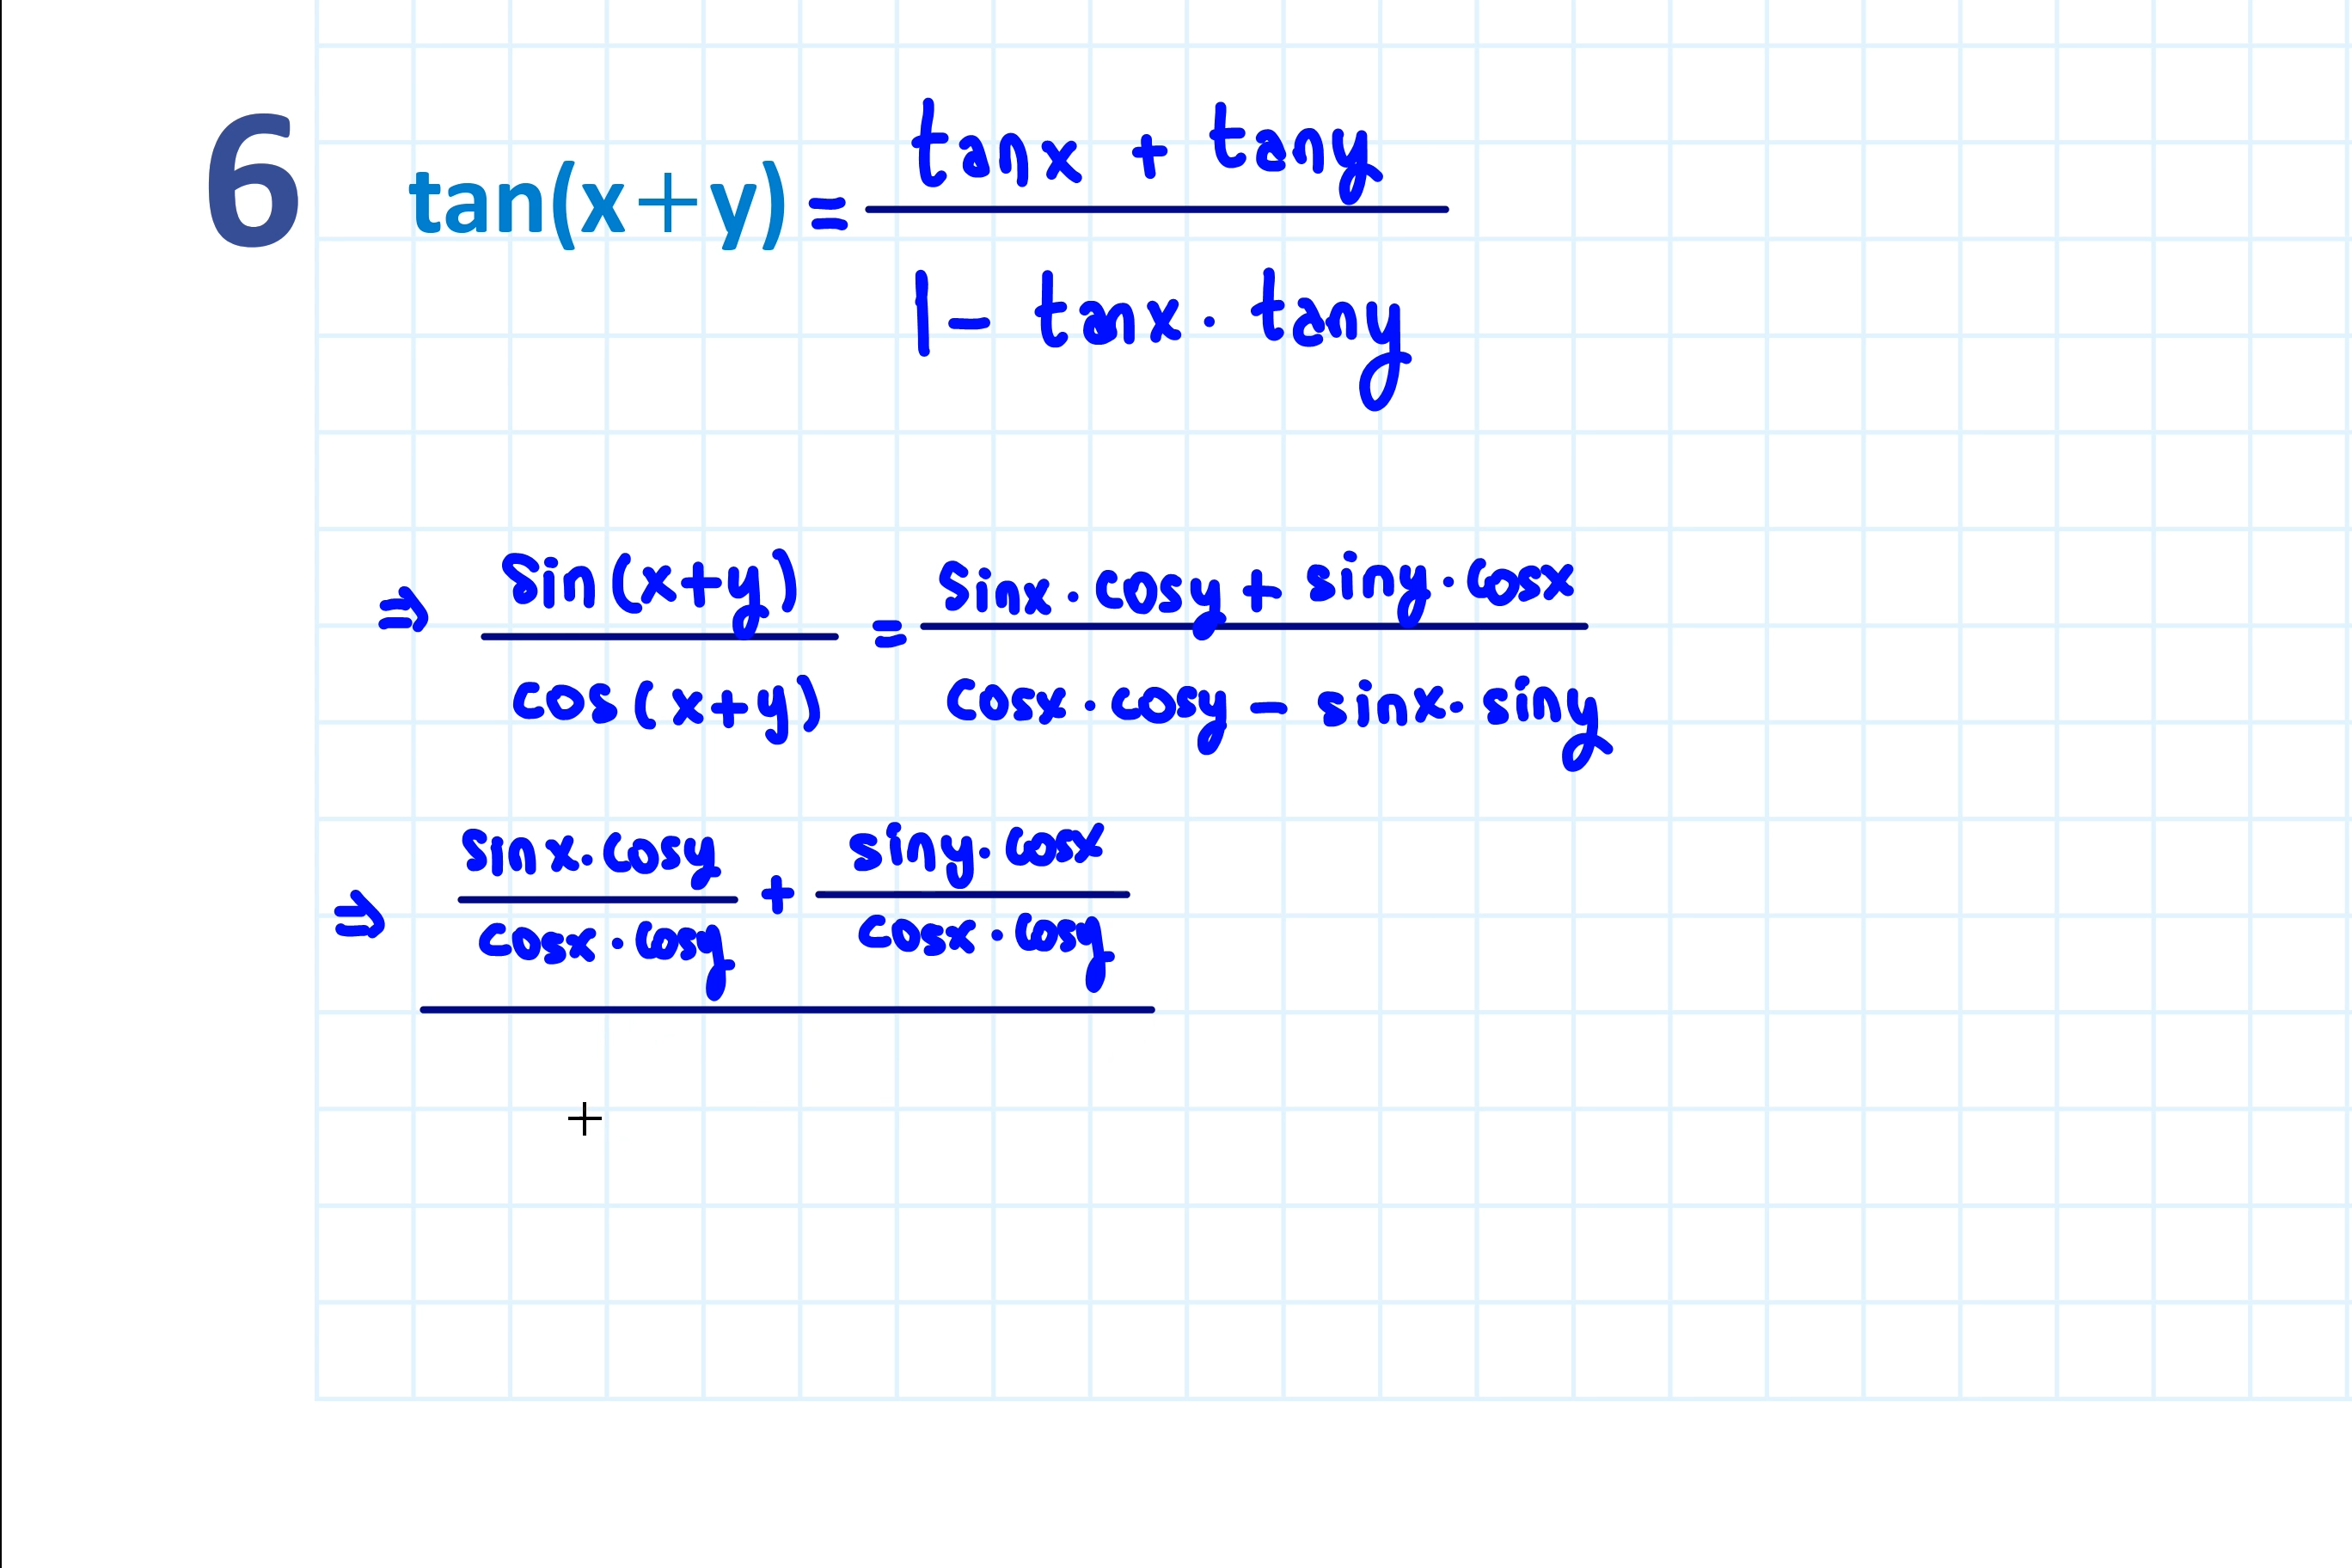 6 tan(x+y) = (tanx + tany) / (1 - tanx · tany)
⇒ sin(x+y) / cos(x+y) = (sinx · cosy + siny · cosx) / (cosx · cosy - sinx · siny)
⇒ ((sinx · cosy) / (cosx · cosy) + (siny · cosx) / (cosx · cosy)) /